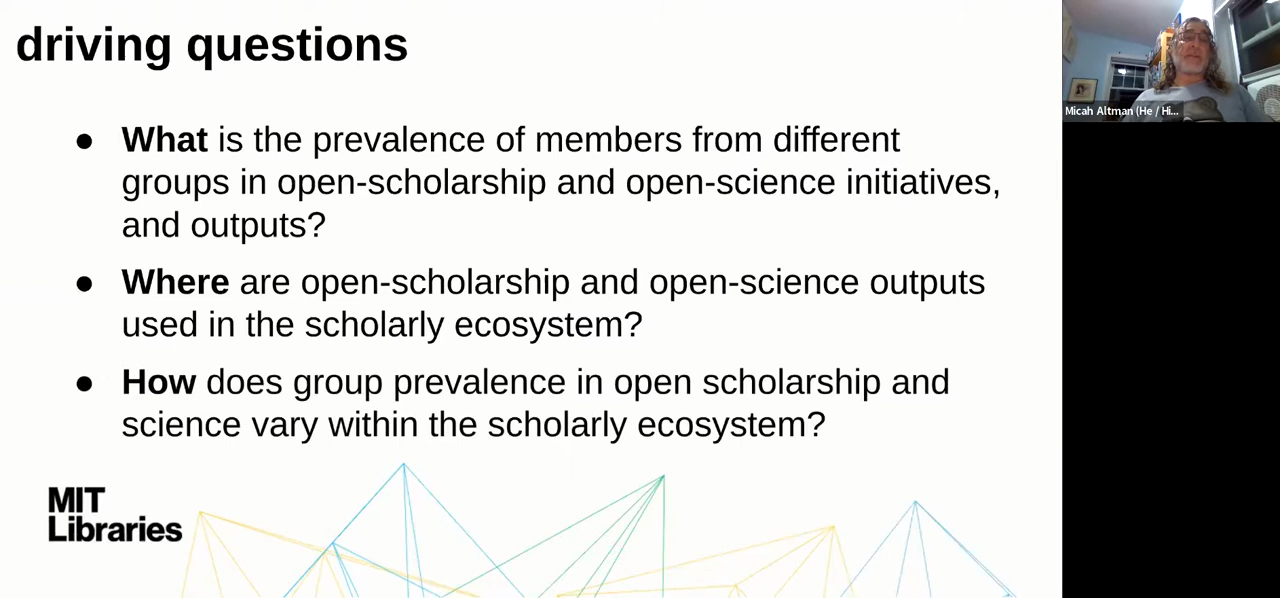 driving questions
● What is the prevalence of members from different
groups in open-scholarship and open-science initiatives,
and outputs?
● Where are open-scholarship and open-science outputs
used in the scholarly ecosystem?
● How does group prevalence in open scholarship and
science vary within the scholarly ecosystem?
MIT
Libraries
Micah Altman (He / Hi...